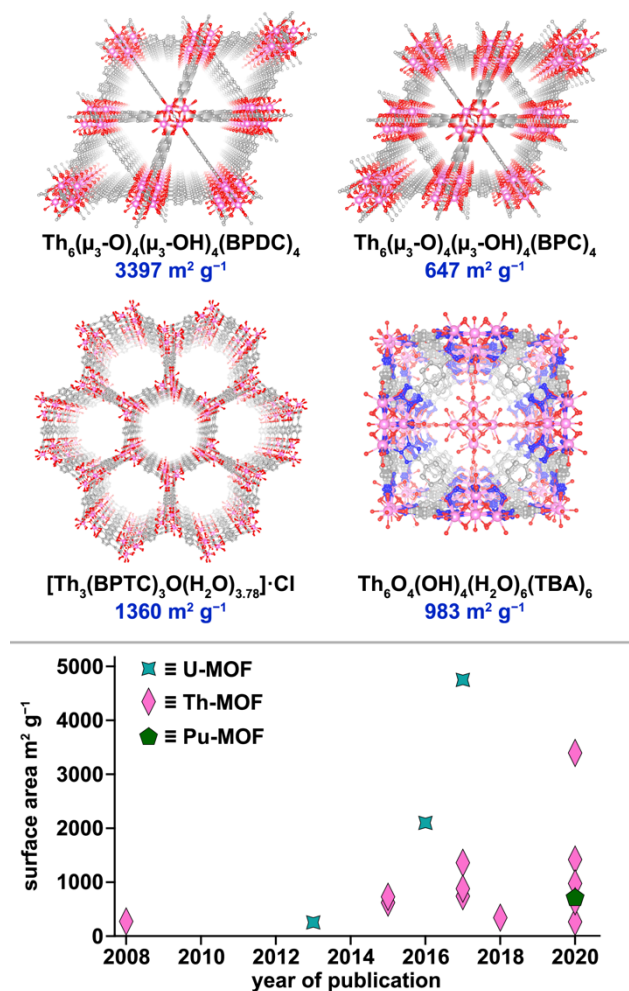 Th₆(μ₃-O)₄(μ₃-OH)₄(BPDC)₄
3397 m² g⁻¹
Th₆(μ₃-O)₄(μ₃-OH)₄(BPC)₄
647 m² g⁻¹
[Th₃(BPTC)₃O(H₂O)₃.₇₈]·Cl
1360 m² g⁻¹
Th₆O₄(OH)₄(H₂O)₆(TBA)₆
983 m² g⁻¹
surface area m² g⁻¹
5000
4000
3000
2000
1000
0
≡ U-MOF
≡ Th-MOF
≡ Pu-MOF
2008 2010 2012 2014 2016 2018 2020
year of publication